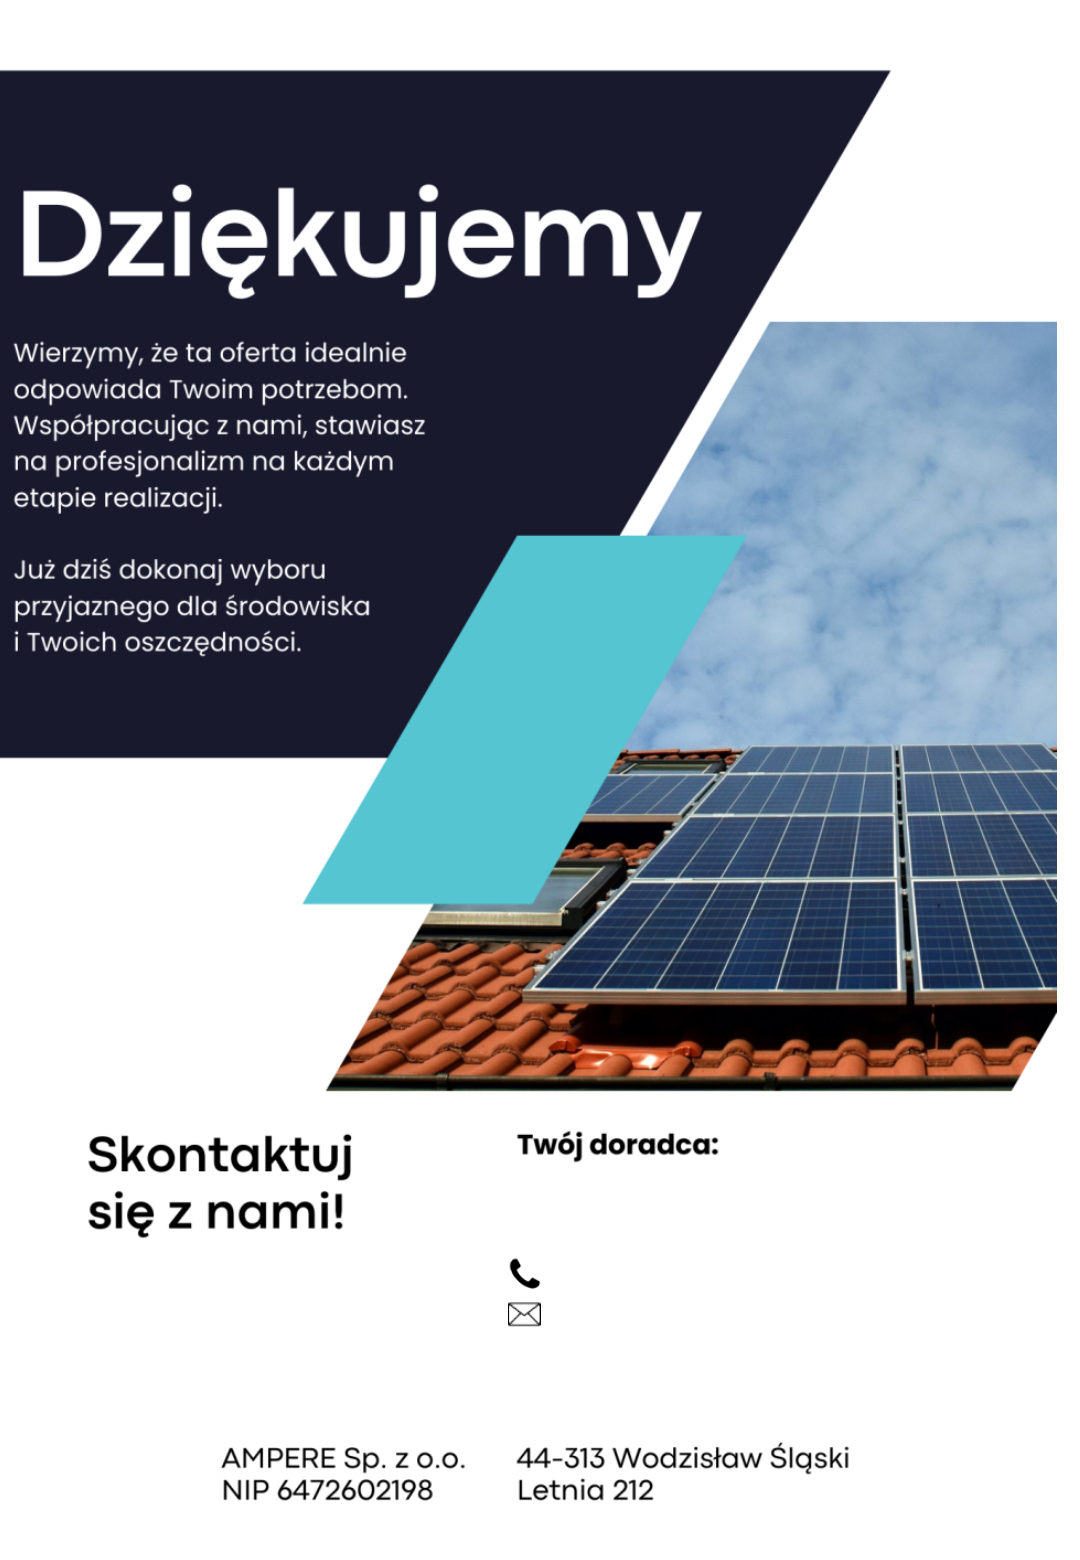 Dziękujemy
Wierzymy, że ta oferta idealnie
odpowiada Twoim potrzebom.
Współpracując z nami, stawiasz
na profesjonalizm na każdym
etapie realizacji.
Już dziś dokonaj wyboru
przyjaznego dla środowiska
i Twoich oszczędności.
Skontaktuj
się z nami!
Twój doradca:
AMPERE Sp. z o.o.
NIP 6472602198
44-313 Wodzisław Śląski
Letnia 212